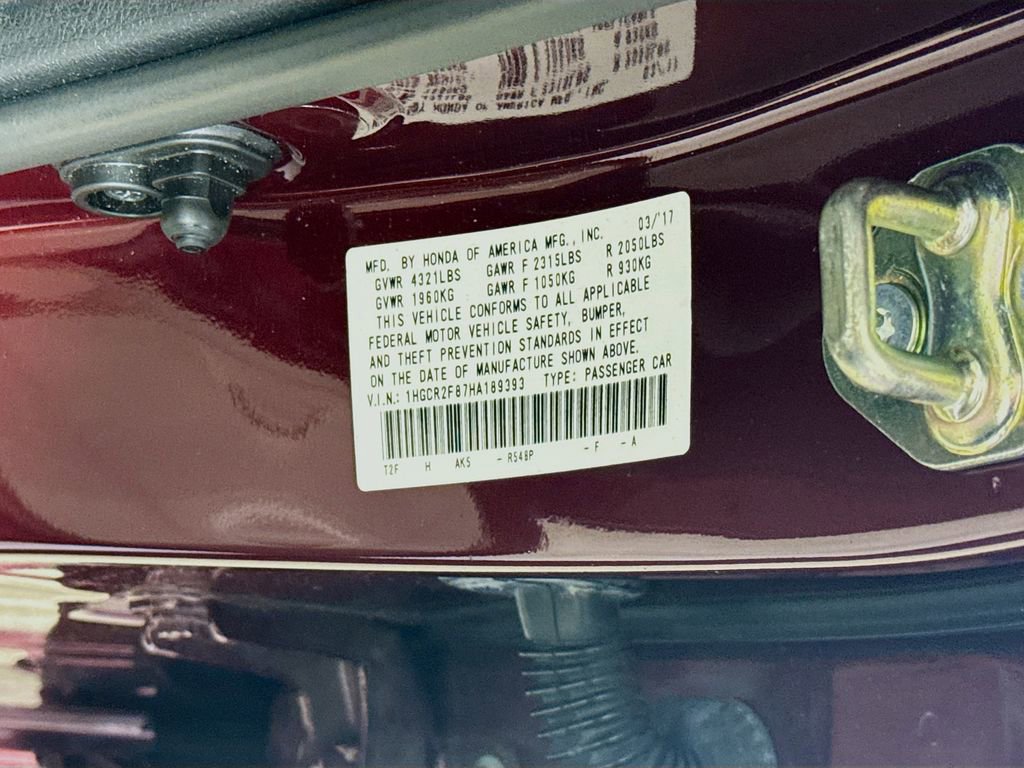 MFD. BY HONDA OF AMERICA MFG., INC. 03/'17
GVWR 4321LBS GAWR F 2315LBS R 2050LBS
GVWR 1960KG GAWR F 1050KG R 930KG
THIS VEHICLE CONFORMS TO ALL APPLICABLE
FEDERAL MOTOR VEHICLE SAFETY, BUMPER,
AND THEFT PREVENTION STANDARDS IN EFFECT
ON THE DATE OF MANUFACTURE SHOWN ABOVE.
V.I.N.: 1HGCR2F87HA189393 TYPE: PASSENGER CAR
T2F H AK5 - R548P - F - A